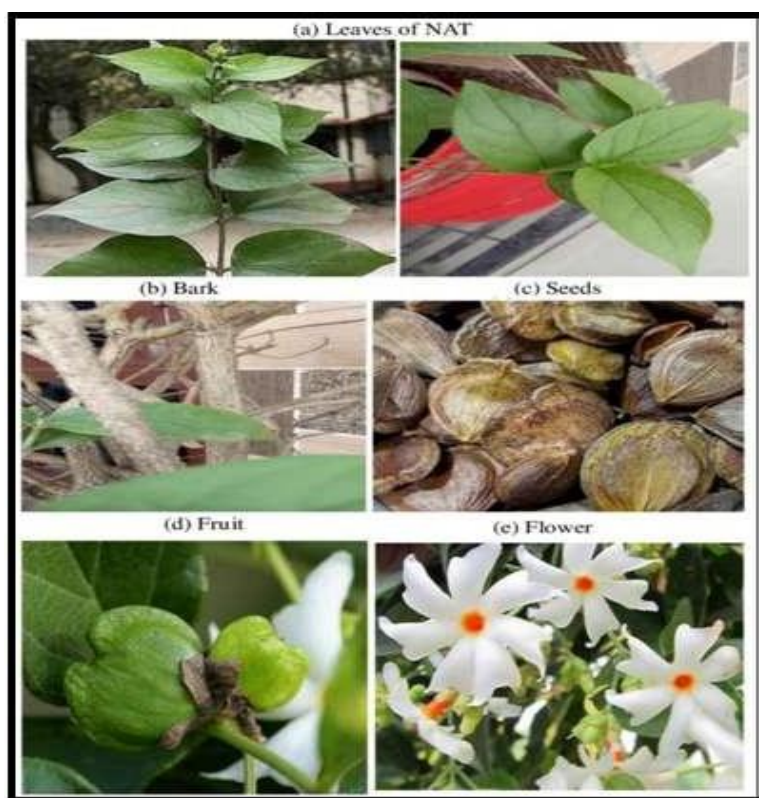 (a) Leaves of NAT
(b) Bark
(c) Seeds
(d) Fruit
(e) Flower